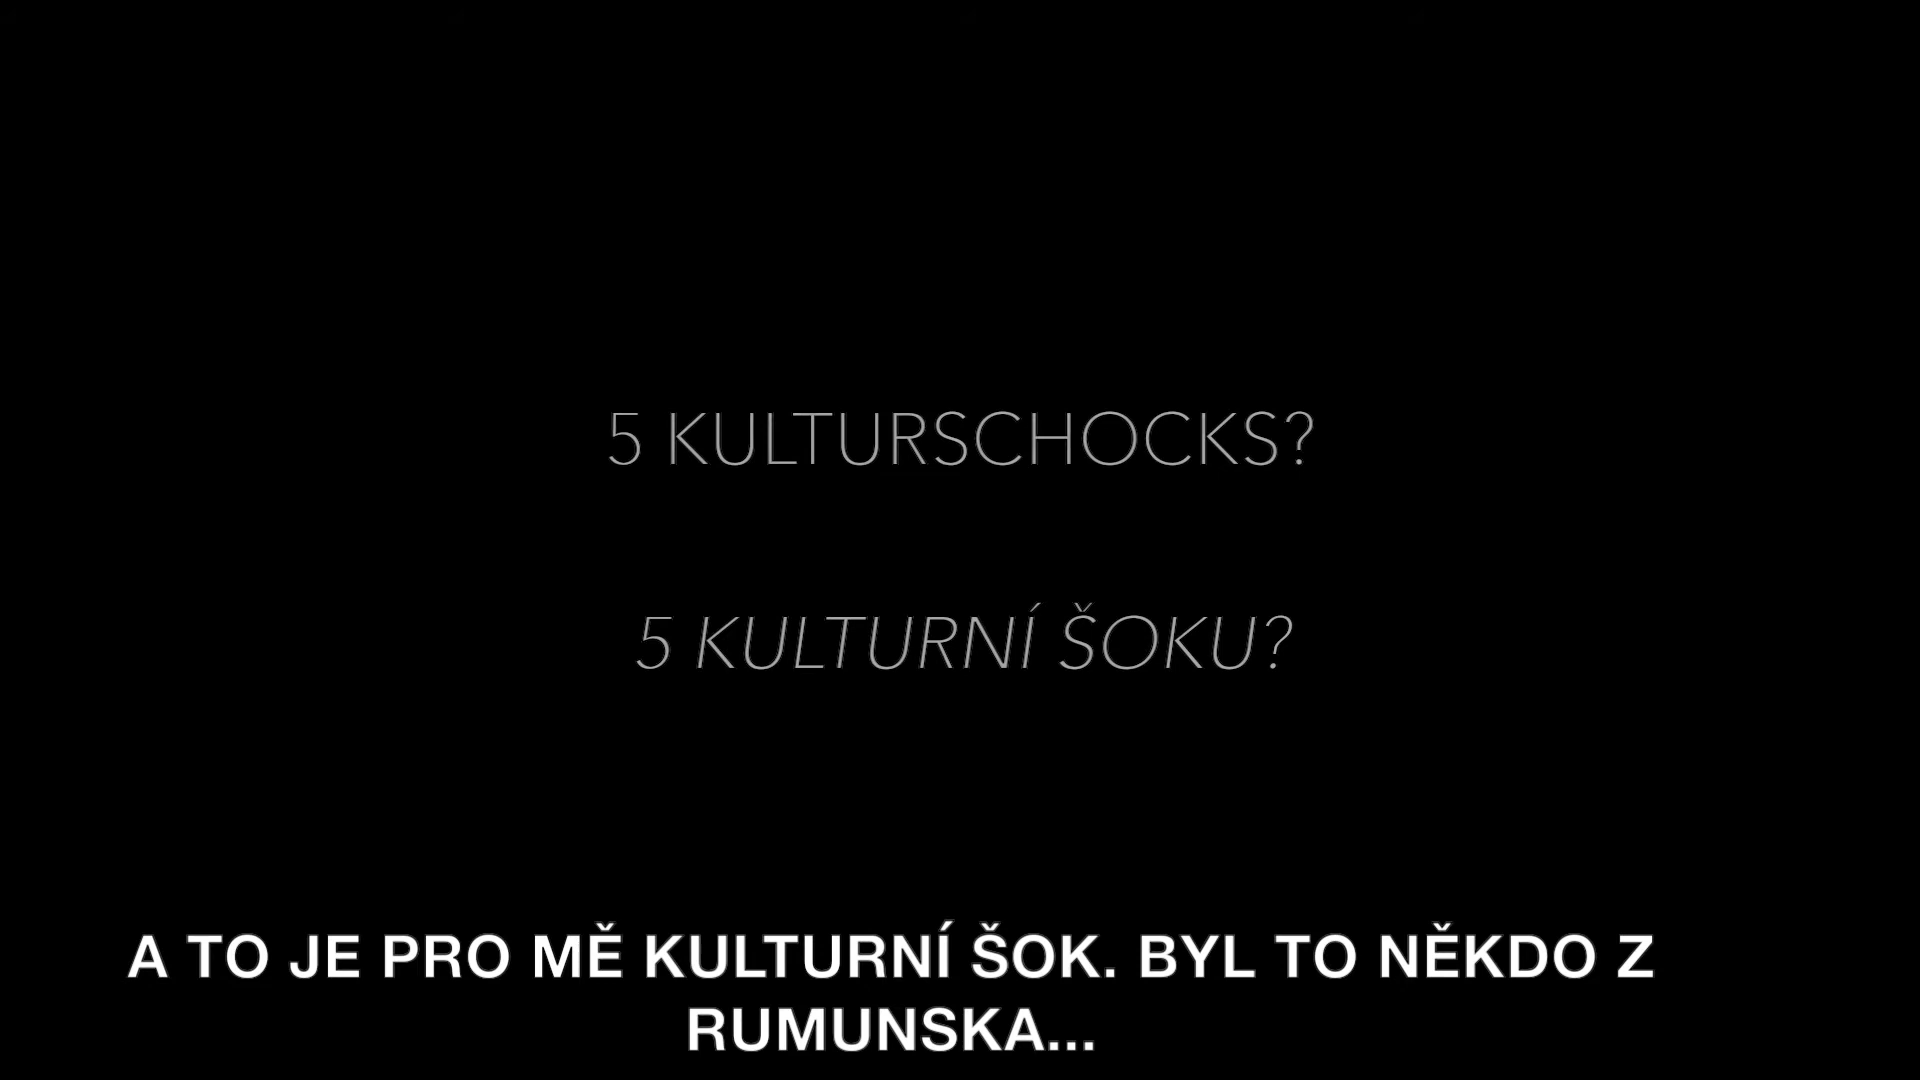 5 KULTURSCHOCKS?
5 KULTURNÍ ŠOKU?
A TO JE PRO MĚ KULTURNÍ ŠOK. BYL TO NĚKDO Z
RUMUNSKA...